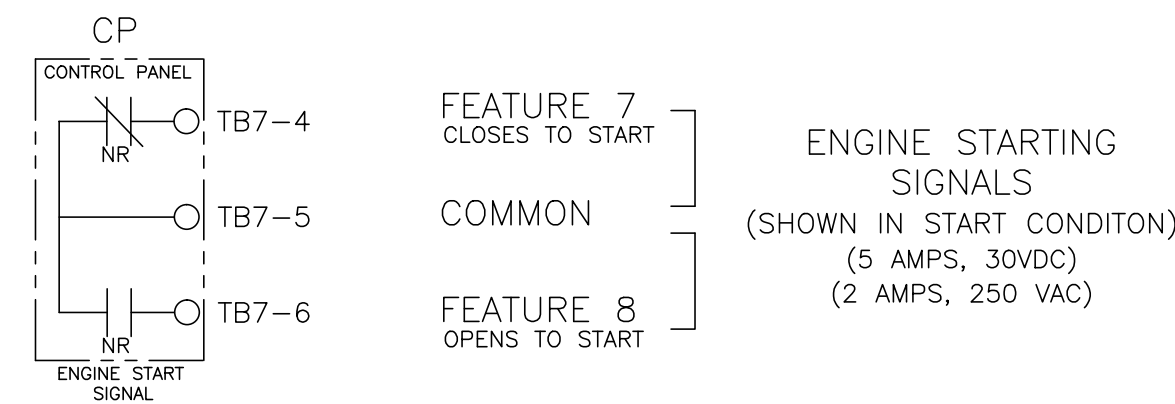 CP
CONTROL PANEL
NR
TB7-4
TB7-5
NR
TB7-6
ENGINE START
SIGNAL
FEATURE 7
CLOSES TO START
COMMON
FEATURE 8
OPENS TO START
ENGINE STARTING
SIGNALS
(SHOWN IN START CONDITON)
(5 AMPS, 30VDC)
(2 AMPS, 250 VAC)